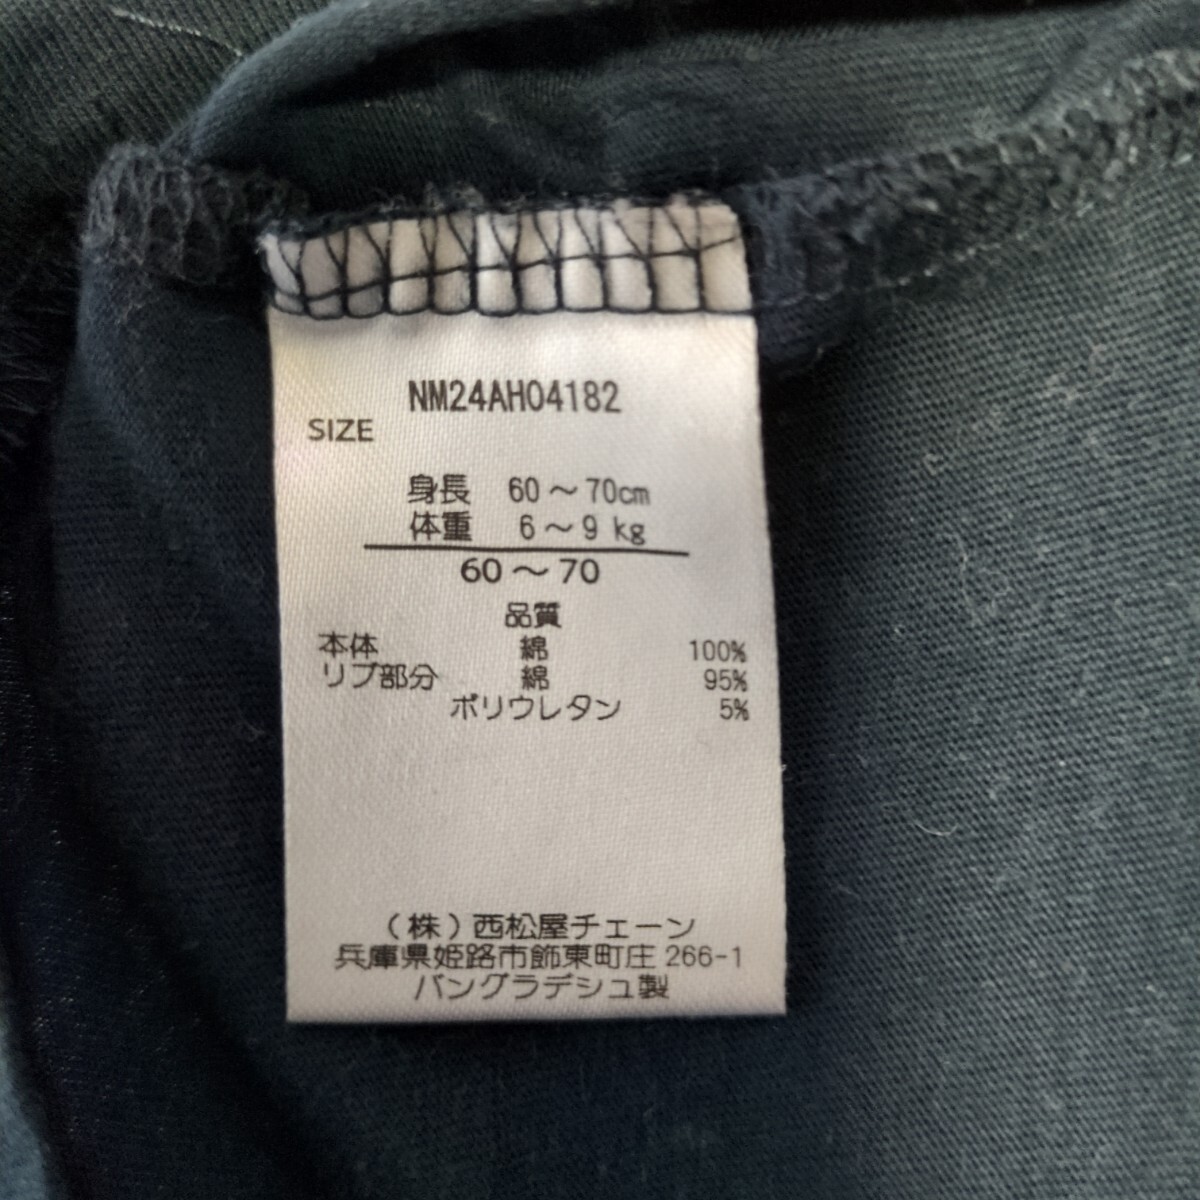 NM24AH04182
SIZE
身長 60～70cm
体重 6～9 kg
60～70
品質
本体 綿 100%
リブ部分 綿 95%
ポリウレタン 5%
（株）西松屋チェーン
兵庫県姫路市飾東町庄 266-1
バングラデシュ製